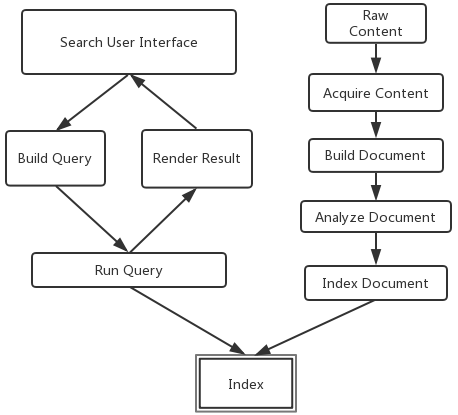 Search User Interface
Build Query
Render Result
Run Query
Raw
Content
Acquire Content
Build Document
Analyze Document
Index Document
Index